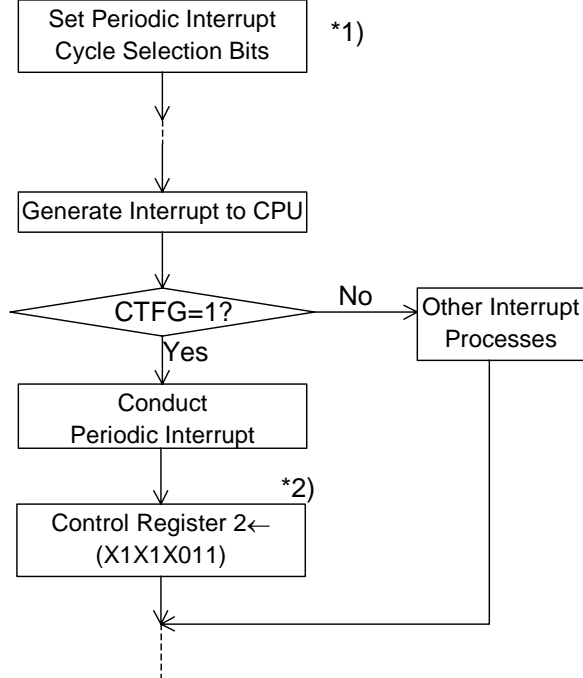 Set Periodic Interrupt
Cycle Selection Bits
*1)
Generate Interrupt to CPU
CTFG=1?
No
Other Interrupt
Processes
Yes
Conduct
Periodic Interrupt
*2)
Control Register 2←
(X1X1X011)